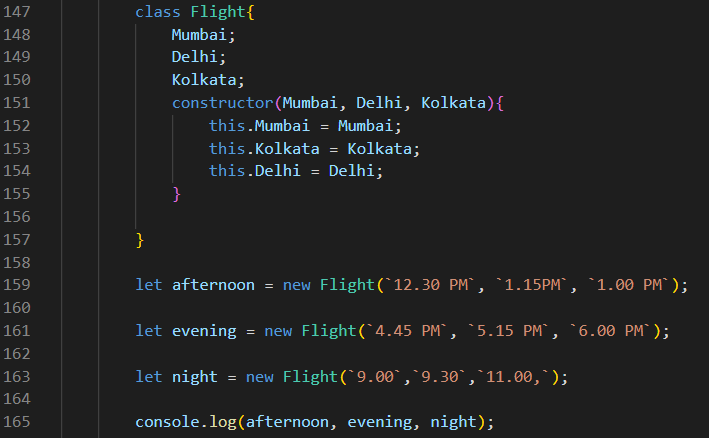 147 class Flight{
148 Mumbai;
149 Delhi;
150 Kolkata;
151 constructor(Mumbai, Delhi, Kolkata){
152 this.Mumbai = Mumbai;
153 this.Kolkata = Kolkata;
154 this.Delhi = Delhi;
155 }
156
157 }
158
159 let afternoon = new Flight(`12.30 PM`, `1.15PM`, `1.00 PM`);
160
161 let evening = new Flight(`4.45 PM`, `5.15 PM`, `6.00 PM`);
162
163 let night = new Flight(`9.00`,`9.30`,`11.00,`);
164
165 console.log(afternoon, evening, night);